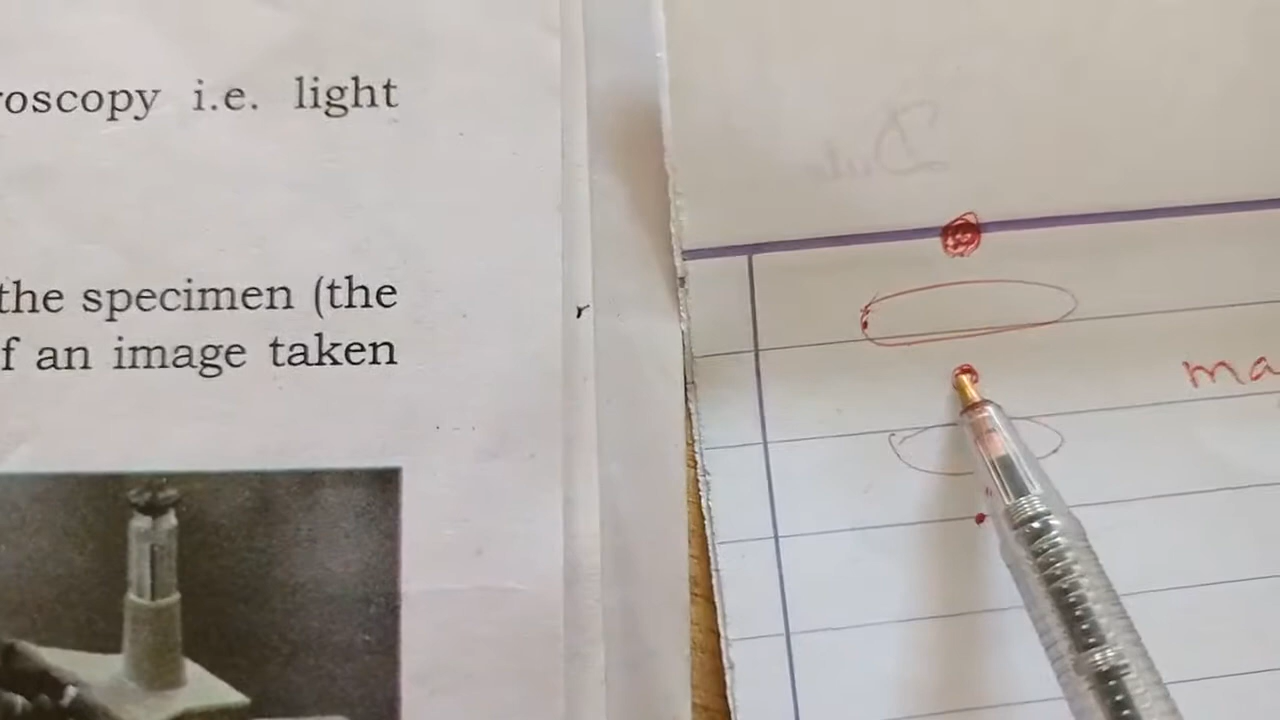 roscopy i.e. light
the specimen (the
f an image taken
ma